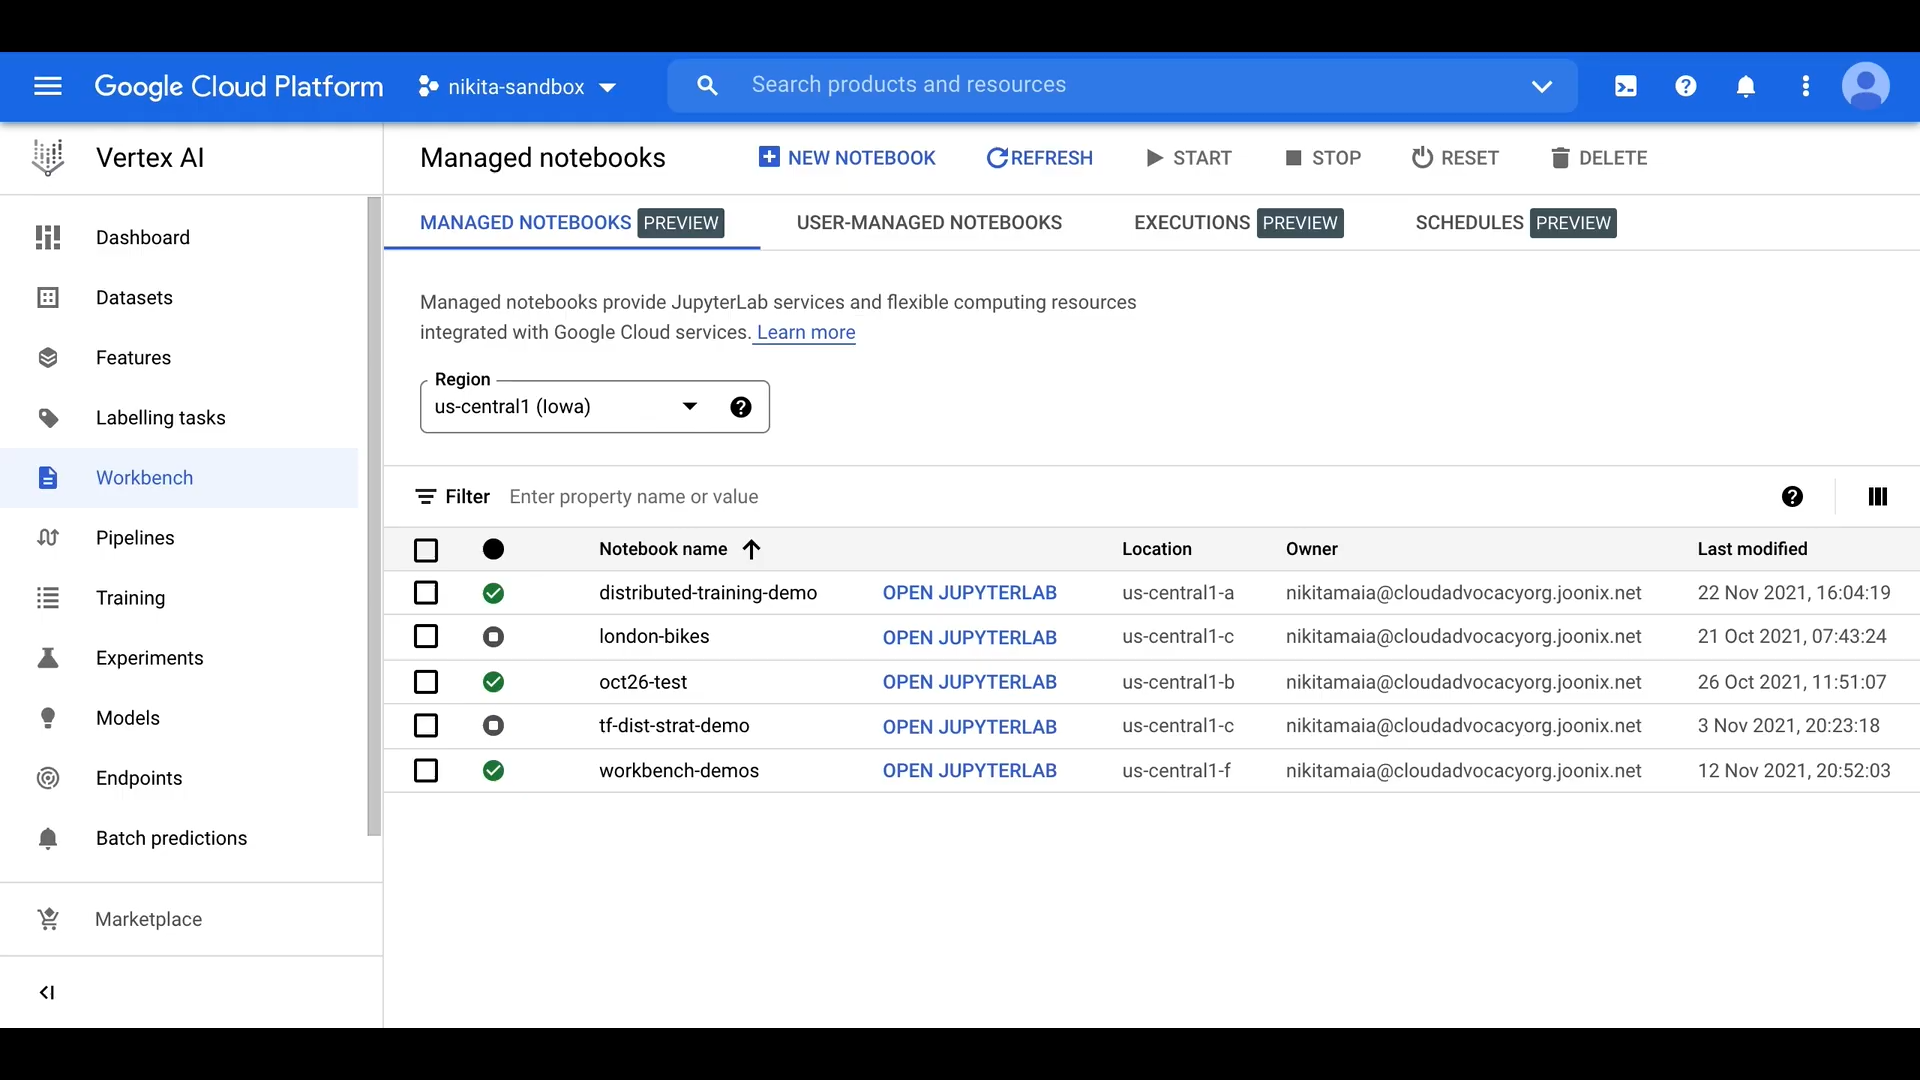 Google Cloud Platform
nikita-sandbox
Search products and resources
Vertex AI
Managed notebooks
NEW NOTEBOOK
REFRESH
START
STOP
RESET
DELETE
Dashboard
Datasets
Features
Labelling tasks
Workbench
Pipelines
Training
Experiments
Models
Endpoints
Batch predictions
Marketplace
MANAGED NOTEBOOKS PREVIEW
USER-MANAGED NOTEBOOKS
EXECUTIONS PREVIEW
SCHEDULES PREVIEW
Managed notebooks provide JupyterLab services and flexible computing resources
integrated with Google Cloud services. Learn more
Region
us-central1 (Iowa)
Filter Enter property name or value
Notebook name Location Owner Last modified
distributed-training-demo OPEN JUPYTERLAB us-central1-a nikitamaia@cloudadvocacyorg.joonix.net 22 Nov 2021, 16:04:19
london-bikes OPEN JUPYTERLAB us-central1-c nikitamaia@cloudadvocacyorg.joonix.net 21 Oct 2021, 07:43:24
oct26-test OPEN JUPYTERLAB us-central1-b nikitamaia@cloudadvocacyorg.joonix.net 26 Oct 2021, 11:51:07
tf-dist-strat-demo OPEN JUPYTERLAB us-central1-c nikitamaia@cloudadvocacyorg.joonix.net 3 Nov 2021, 20:23:18
workbench-demos OPEN JUPYTERLAB us-central1-f nikitamaia@cloudadvocacyorg.joonix.net 12 Nov 2021, 20:52:03